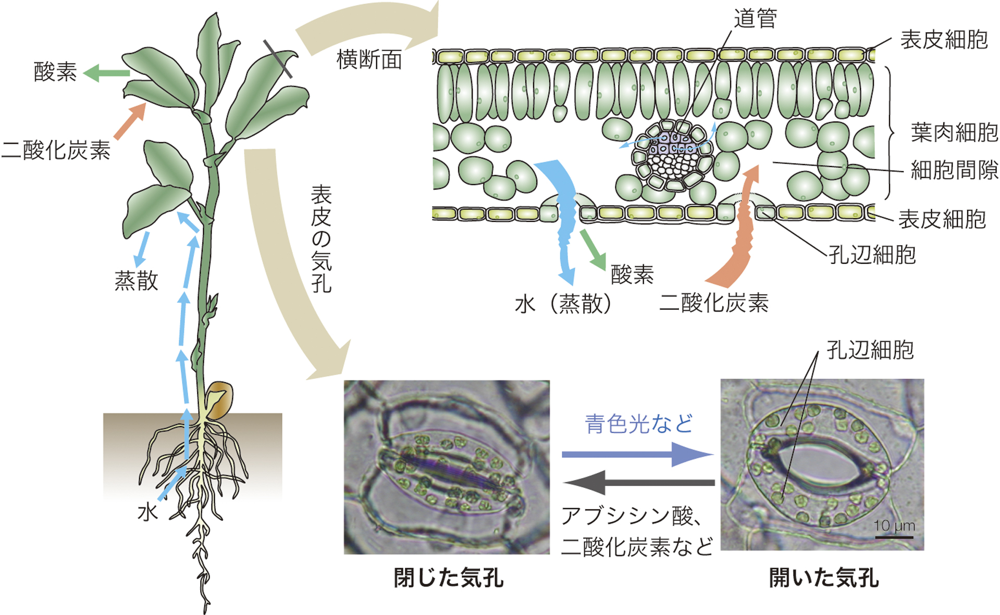 道管
表皮細胞
酸素
横断面
葉肉細胞
二酸化炭素
細胞間隙
表皮の気孔
表皮細胞
孔辺細胞
蒸散
酸素
水（蒸散）
二酸化炭素
孔辺細胞
青色光など
水
アブシシン酸、
二酸化炭素など
10 µm
閉じた気孔
開いた気孔